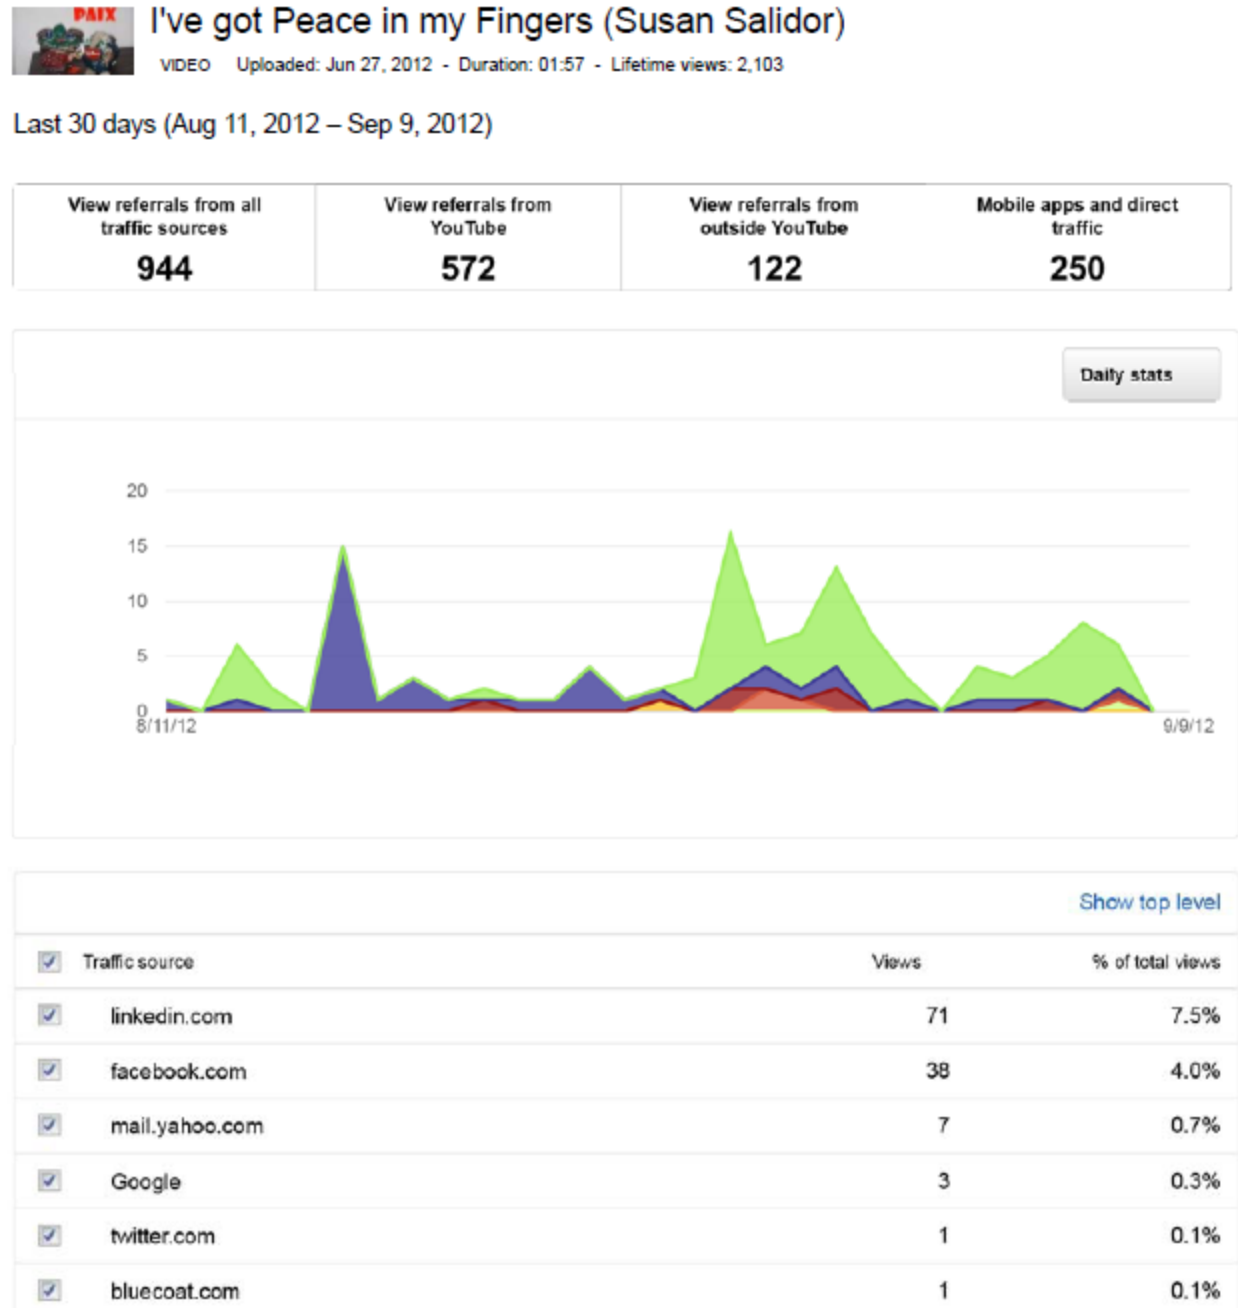 PAIX
I've got Peace in my Fingers (Susan Salidor)
VIDEO Uploaded: Jun 27, 2012 - Duration: 01:57 - Lifetime views: 2,103
Last 30 days (Aug 11, 2012 – Sep 9, 2012)
View referrals from all
traffic sources
944
View referrals from
YouTube
572
View referrals from
outside YouTube
122
Mobile apps and direct
traffic
250
Daily stats
20
15
10
5
0
8/11/12 9/9/12
Show top level
Traffic source Views % of total views
linkedin.com 71 7.5%
facebook.com 38 4.0%
mail.yahoo.com 7 0.7%
Google 3 0.3%
twitter.com 1 0.1%
bluecoat.com 1 0.1%